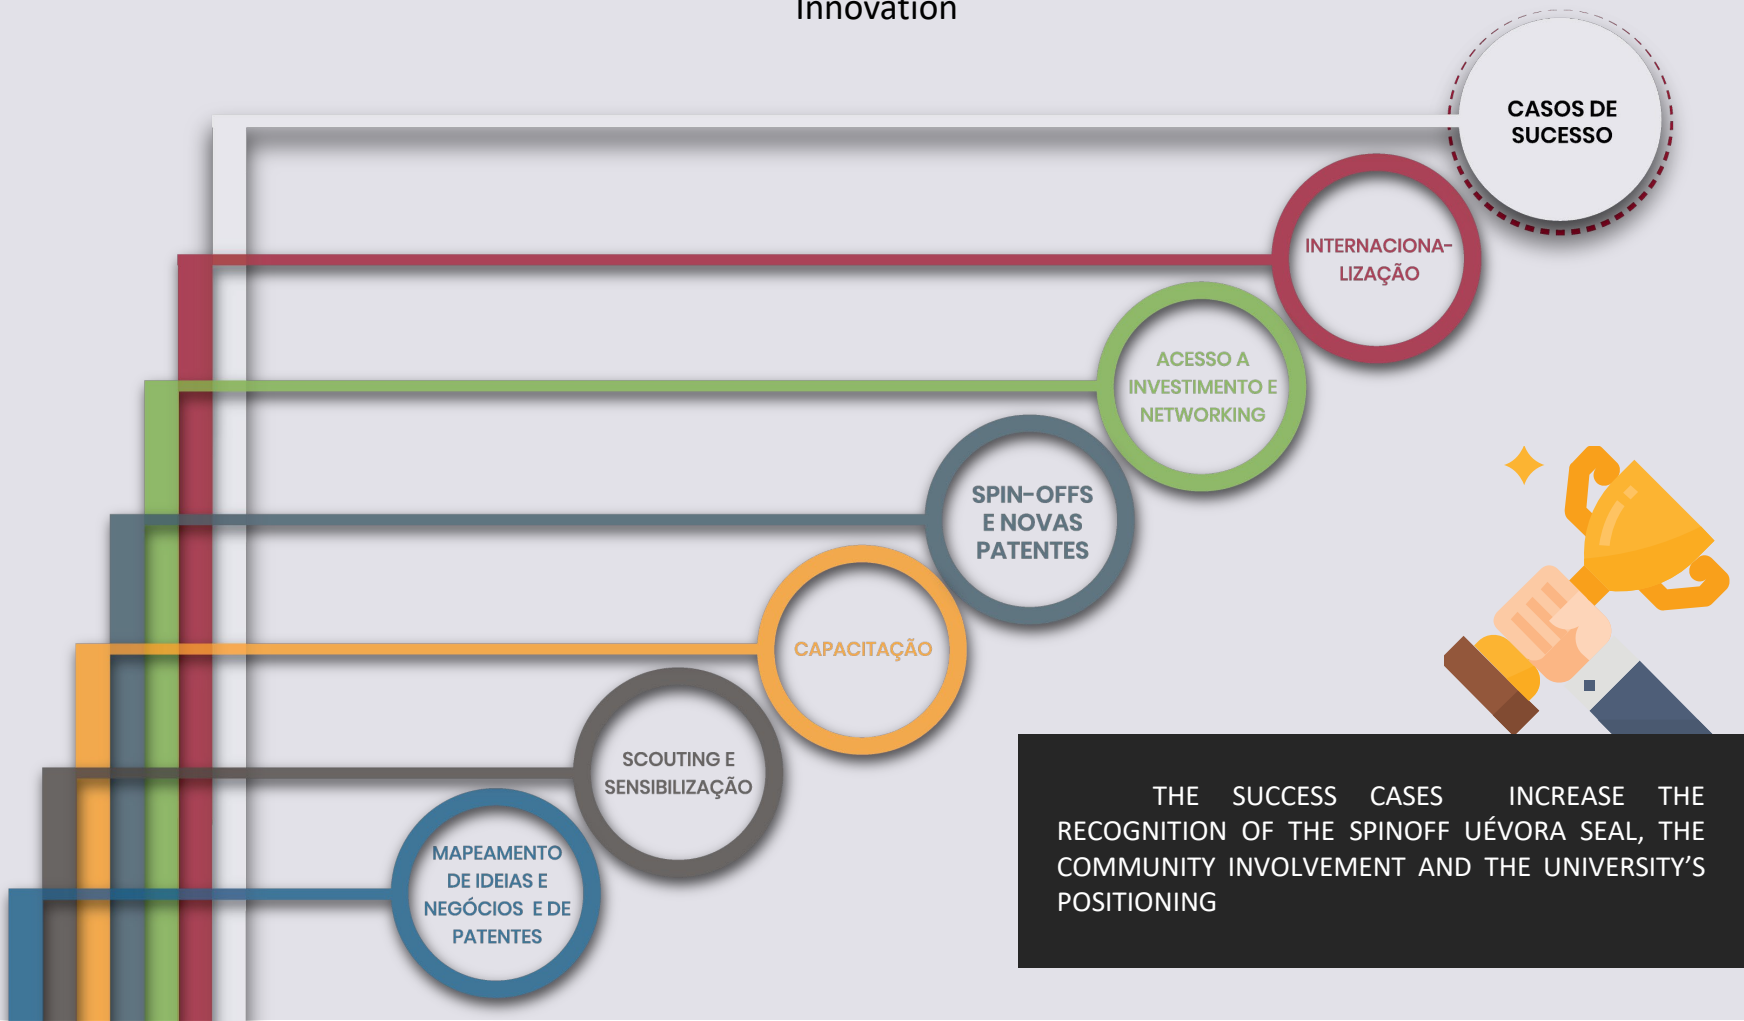 Innovation
CASOS DE
SUCESSO
INTERNACIONA-
LIZAÇÃO
ACESSO A
INVESTIMENTO E
NETWORKING
SPIN-OFFS
E NOVAS
PATENTES
CAPACITAÇÃO
SCOUTING E
SENSIBILIZAÇÃO
MAPEAMENTO
DE IDEIAS E
NEGÓCIOS E DE
PATENTES
THE SUCCESS CASES INCREASE THE
RECOGNITION OF THE SPINOFF UÉVORA SEAL, THE
COMMUNITY INVOLVEMENT AND THE UNIVERSITY’S
POSITIONING